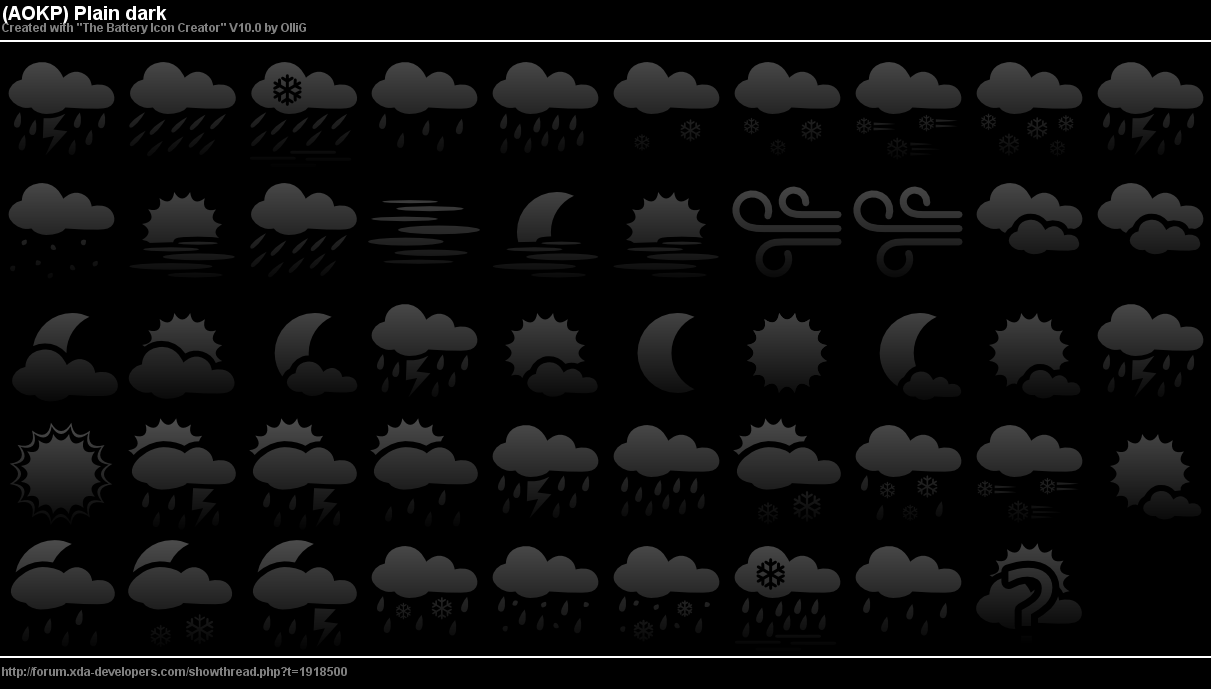 (AOKP) Plain dark
Created with "The Battery Icon Creator" V10.0 by OlliG
?
http://forum.xda-developers.com/showthread.php?t=1918500